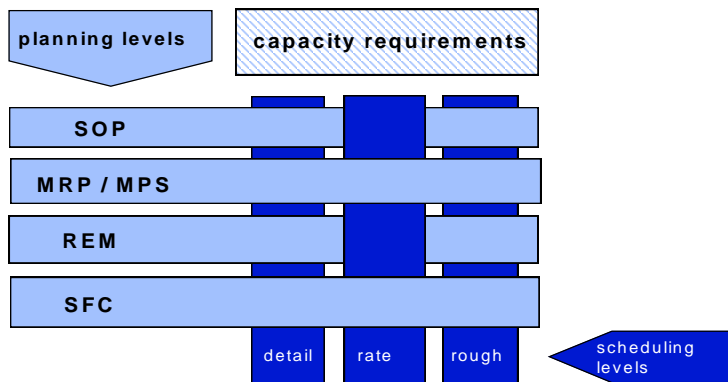 planning levels
capacity requirements
SOP
MRP / MPS
REM
SFC
detail
rate
rough
scheduling
levels